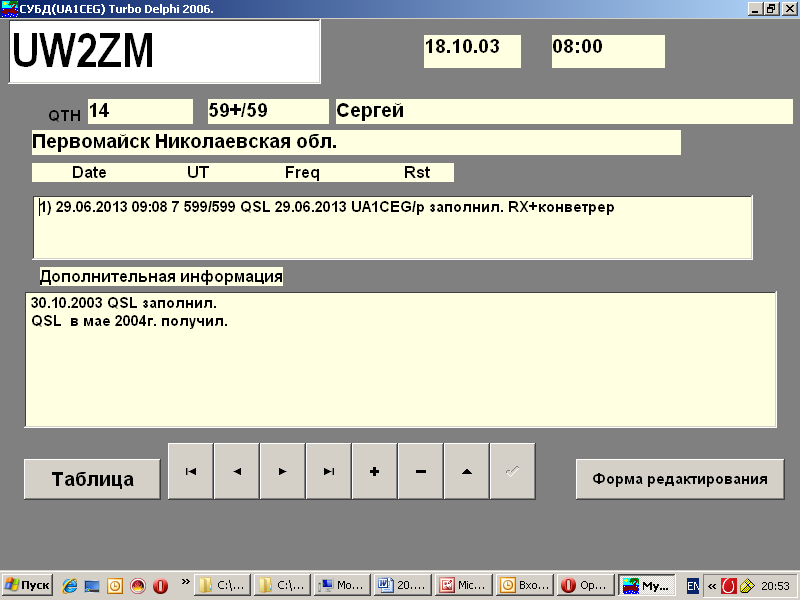 СУБД(UA1CEG) Turbo Delphi 2006.
UW2ZM
18.10.03 08:00
QTH 14 59+/59 Сергей
Первомайск Николаевская обл.
Date UT Freq Rst
1) 29.06.2013 09:08 7 599/599 QSL 29.06.2013 UA1CEG/p заполнил. RX+конветрер
Дополнительная информация
30.10.2003 QSL заполнил.
QSL в мае 2004г. получил.
Таблица Форма редактирования
Пуск » C:\... C:\... Mo... 20.... Mic... Вхо... Op... My... EN « 20:53